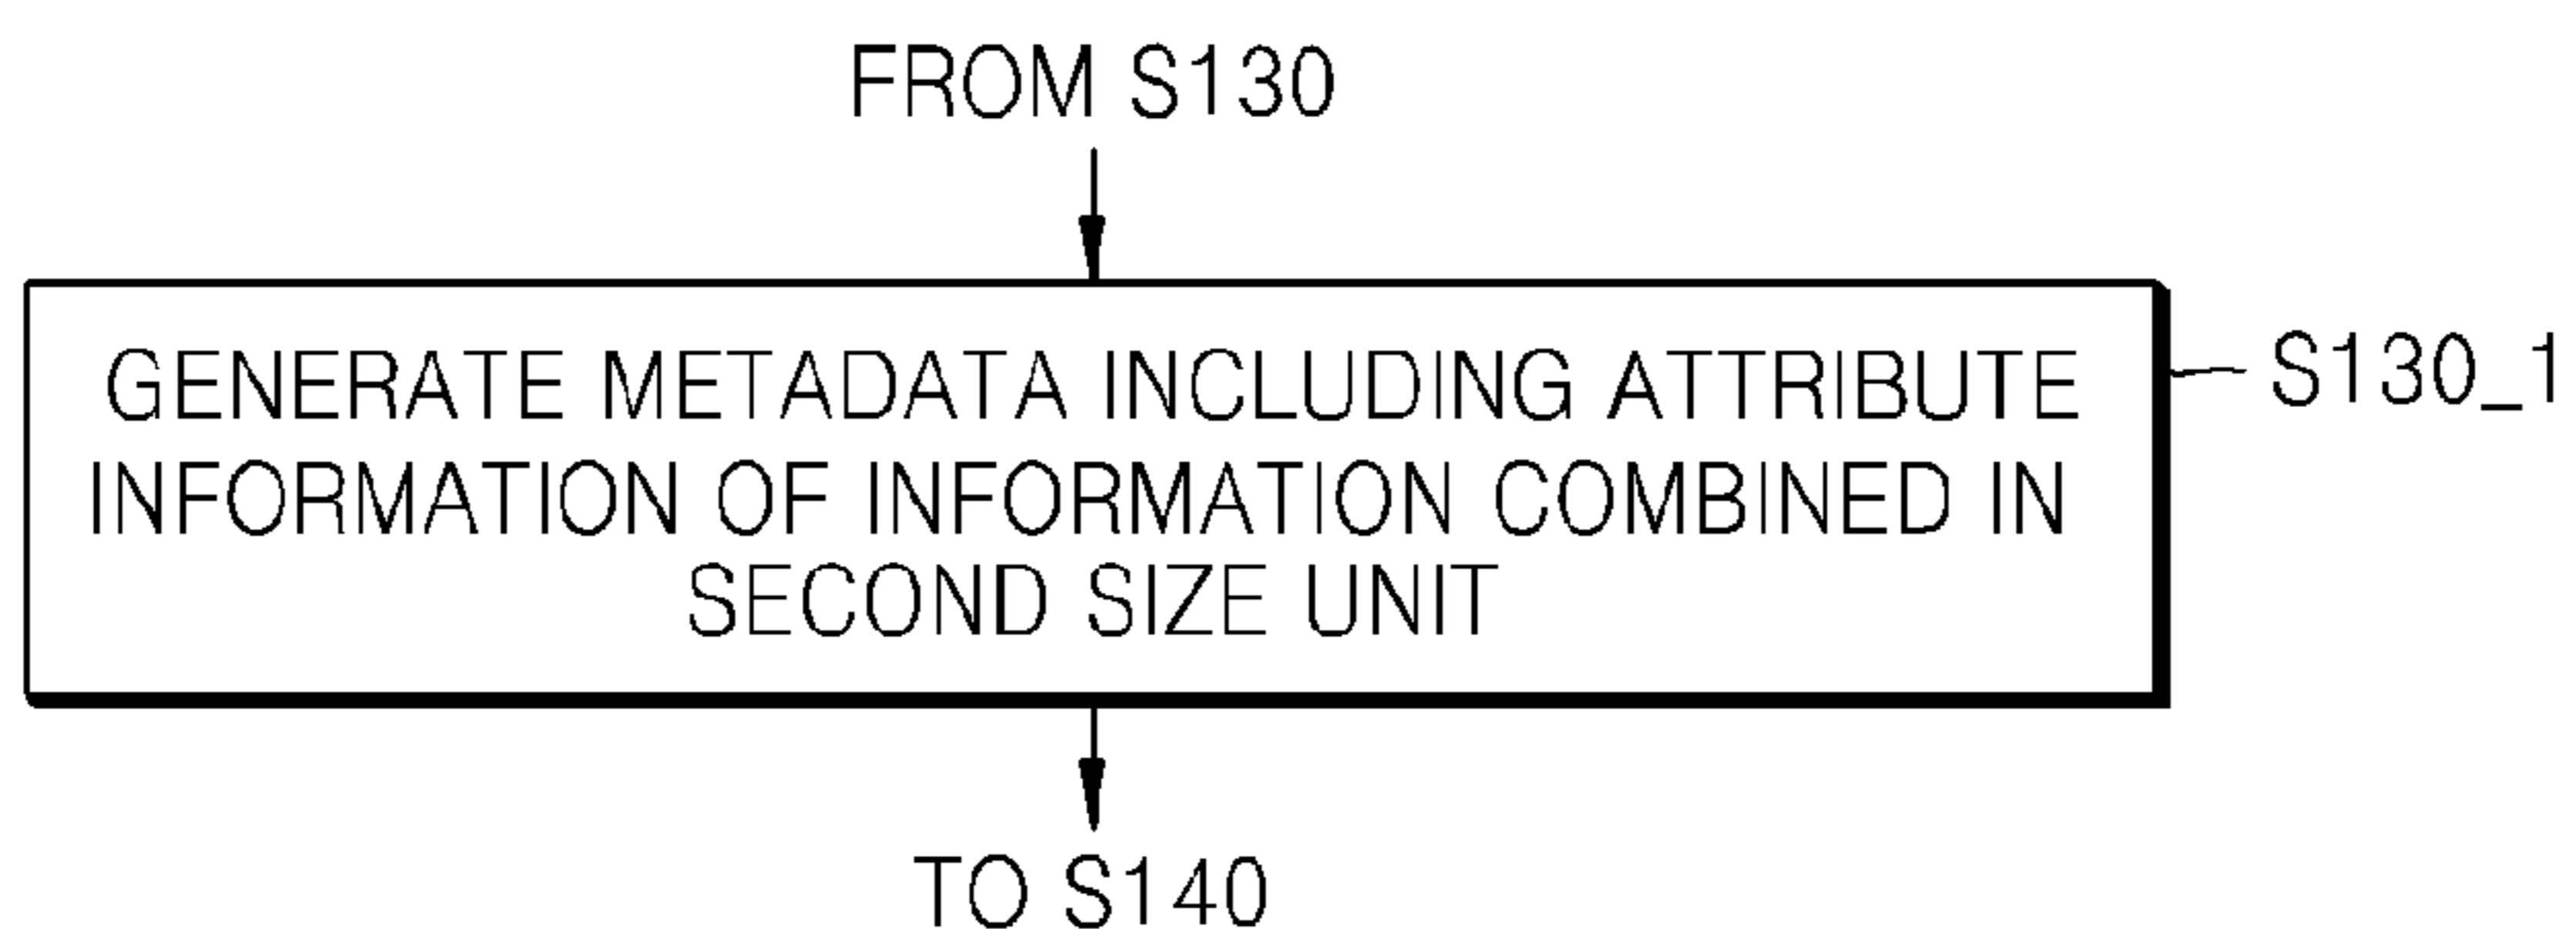 FROM S130
GENERATE METADATA INCLUDING ATTRIBUTE
INFORMATION OF INFORMATION COMBINED IN
SECOND SIZE UNIT
S130_1
TO S140